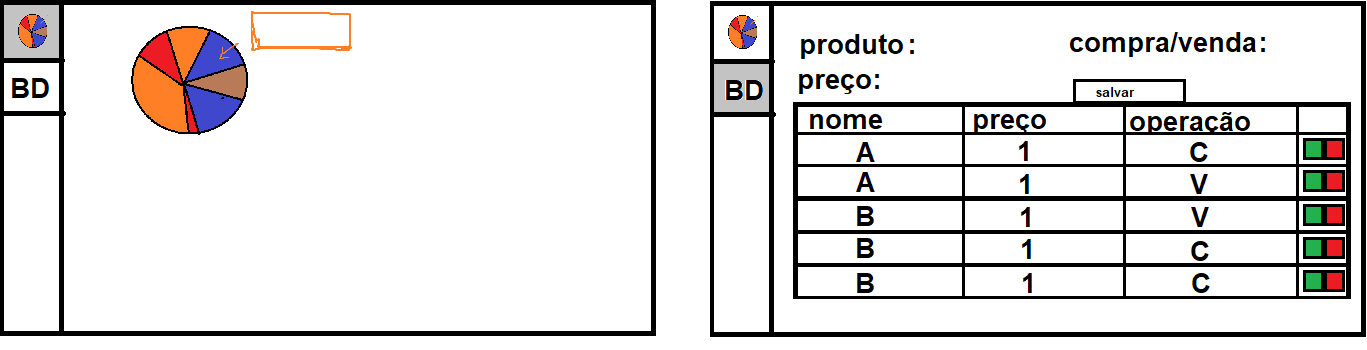 BD
BD
produto: compra/venda:
preço:
salvar
nome preço operação
A 1 C
A 1 V
B 1 V
B 1 C
B 1 C